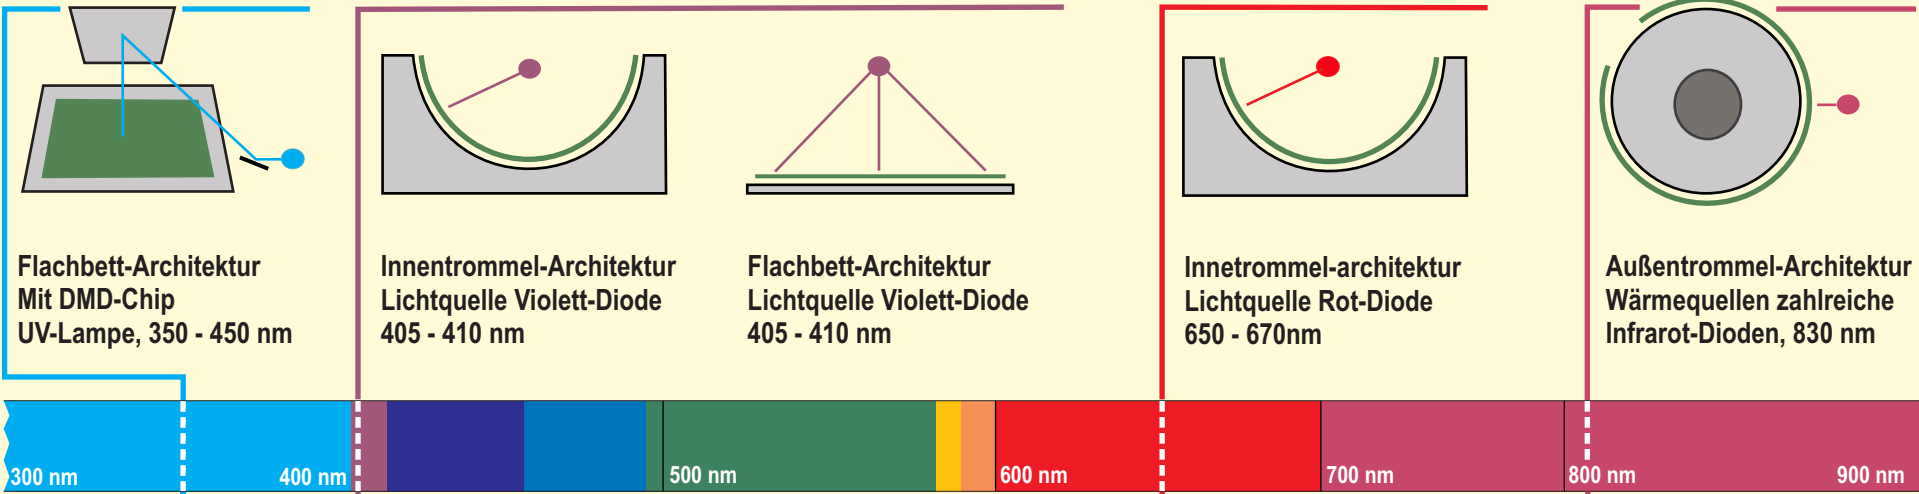 Flachbett-Architektur
Mit DMD-Chip
UV-Lampe, 350 - 450 nm
Innentrommel-Architektur
Lichtquelle Violett-Diode
405 - 410 nm
Flachbett-Architektur
Lichtquelle Violett-Diode
405 - 410 nm
Innetrommel-architektur
Lichtquelle Rot-Diode
650 - 670nm
Außentrommel-Architektur
Wärmequellen zahlreiche
Infrarot-Dioden, 830 nm
300 nm
400 nm
500 nm
600 nm
700 nm
800 nm
900 nm